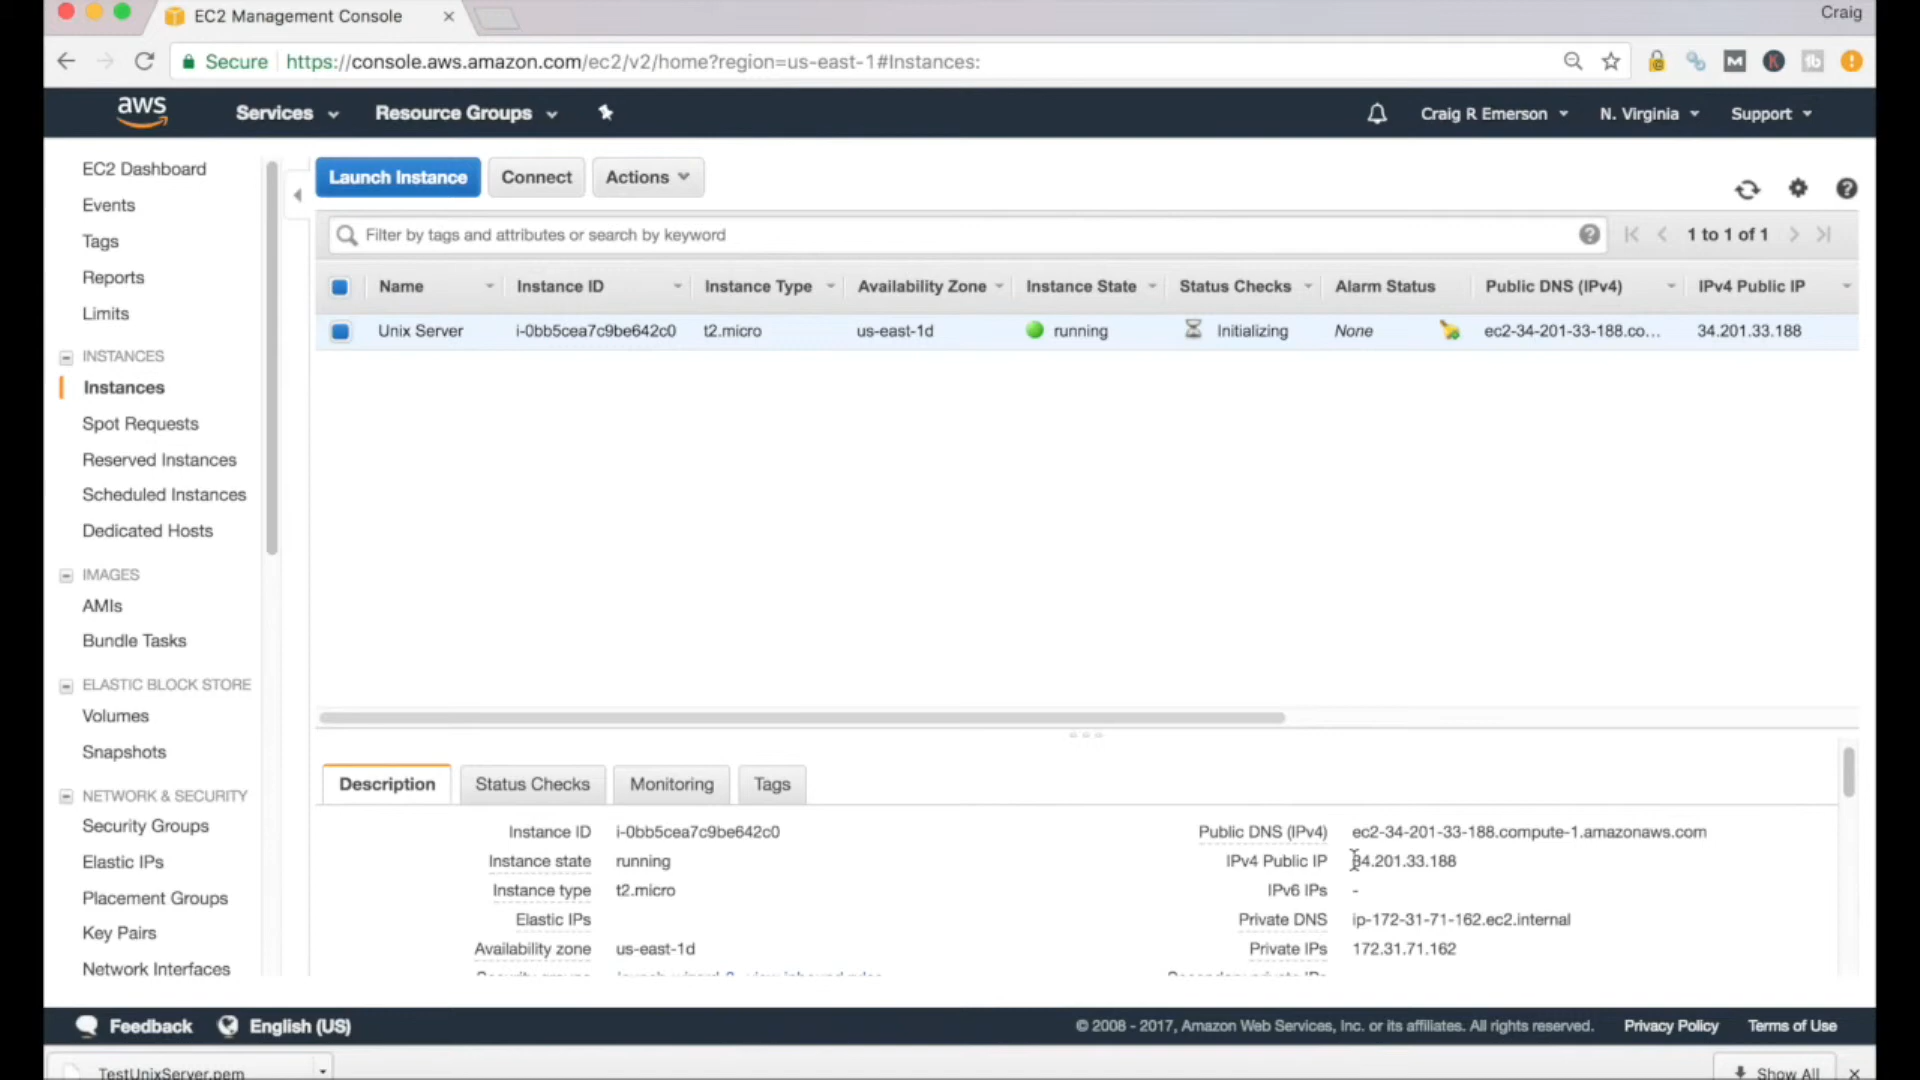 EC2 Management Console
Craig
Secure https://console.aws.amazon.com/ec2/v2/home?region=us-east-1#Instances:
aws Services Resource Groups Craig R Emerson N. Virginia Support
EC2 Dashboard
Events
Tags
Reports
Limits
INSTANCES
Instances
Spot Requests
Reserved Instances
Scheduled Instances
Dedicated Hosts
IMAGES
AMIs
Bundle Tasks
ELASTIC BLOCK STORE
Volumes
Snapshots
NETWORK & SECURITY
Security Groups
Elastic IPs
Placement Groups
Key Pairs
Network Interfaces
Launch Instance Connect Actions
Filter by tags and attributes or search by keyword 1 to 1 of 1
Name Instance ID Instance Type Availability Zone Instance State Status Checks Alarm Status Public DNS (IPv4) IPv4 Public IP
Unix Server i-0bb5cea7c9be642c0 t2.micro us-east-1d running Initializing None ec2-34-201-33-188.co... 34.201.33.188
Description Status Checks Monitoring Tags
Instance ID i-0bb5cea7c9be642c0 Public DNS (IPv4) ec2-34-201-33-188.compute-1.amazonaws.com
Instance state running IPv4 Public IP 34.201.33.188
Instance type t2.micro IPv6 IPs -
Elastic IPs Private DNS ip-172-31-71-162.ec2.internal
Availability zone us-east-1d Private IPs 172.31.71.162
Feedback English (US) © 2008 - 2017, Amazon Web Services, Inc. or its affiliates. All rights reserved. Privacy Policy Terms of Use
TestUnixServer.pem Show All